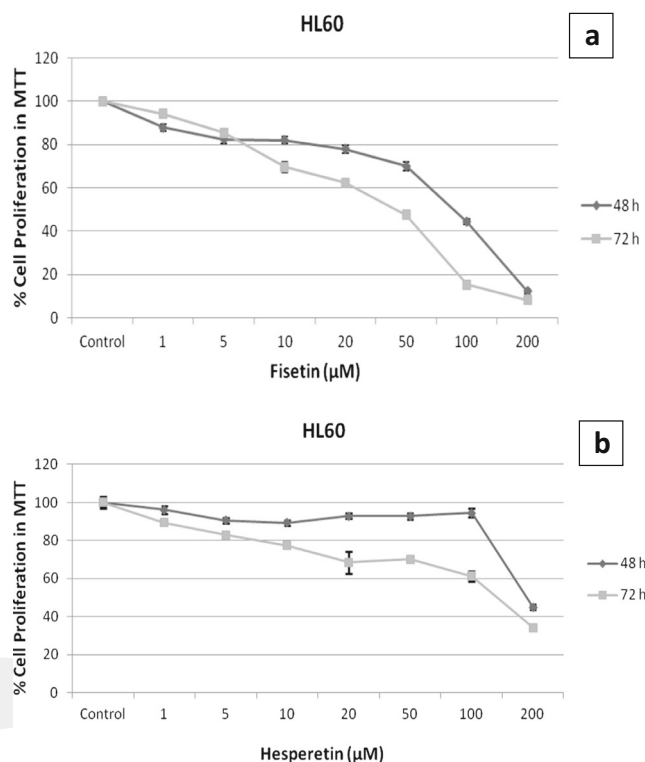 HL60
a
120
100
80
60
40
20
0
% Cell Proliferation in MTT
Control 1 5 10 20 50 100 200
Fisetin (μM)
48 h
72 h
HL60
b
120
100
80
60
40
20
0
% Cell Proliferation in MTT
Control 1 5 10 20 50 100 200
Hesperetin (μM)
48 h
72 h